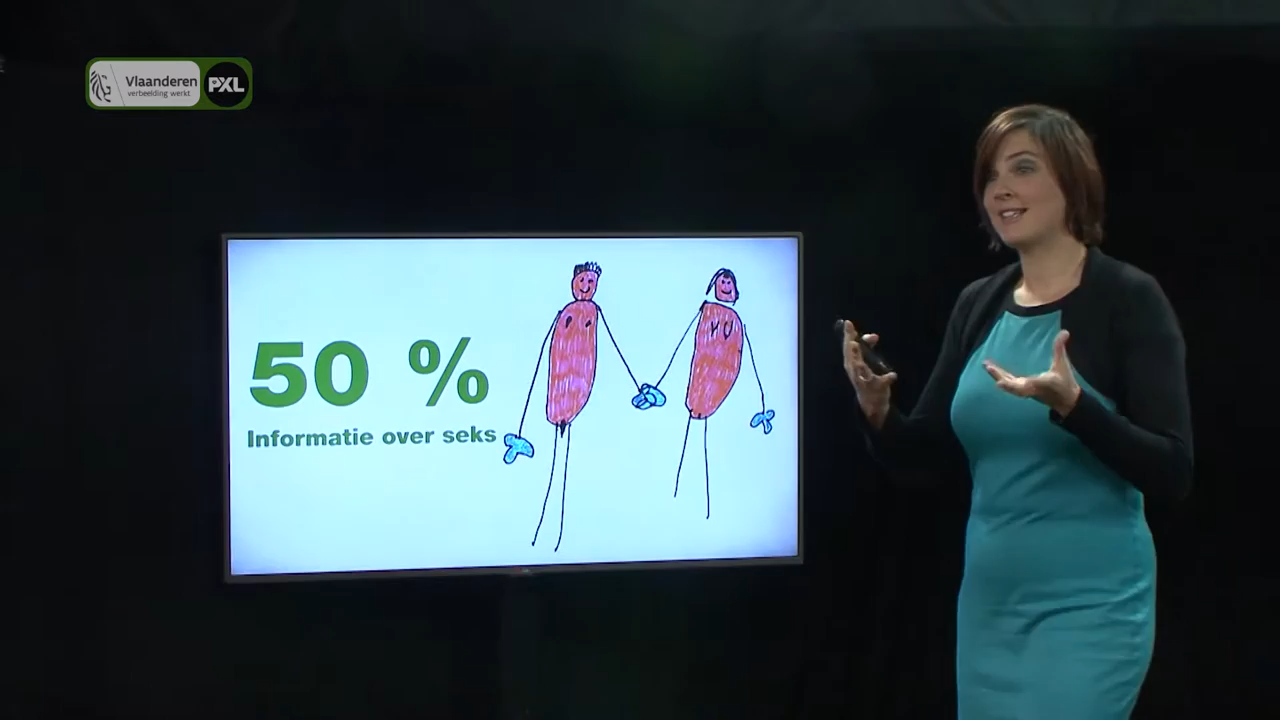 Vlaanderen
verbeelding werkt
PXL
50 %
Informatie over seks